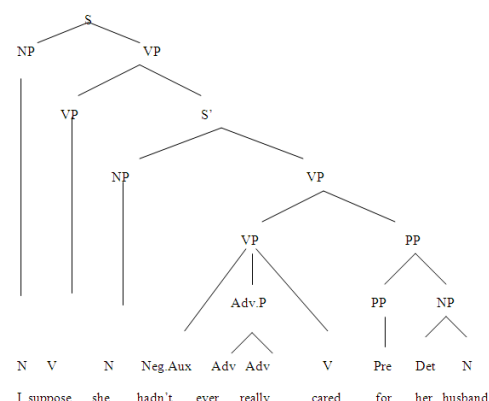 S
NP VP
VP S'
NP VP
VP PP
Adv.P PP NP
N V N Neg.Aux Adv Adv V Pre Det N
I suppose she hadn't ever really cared for her husband